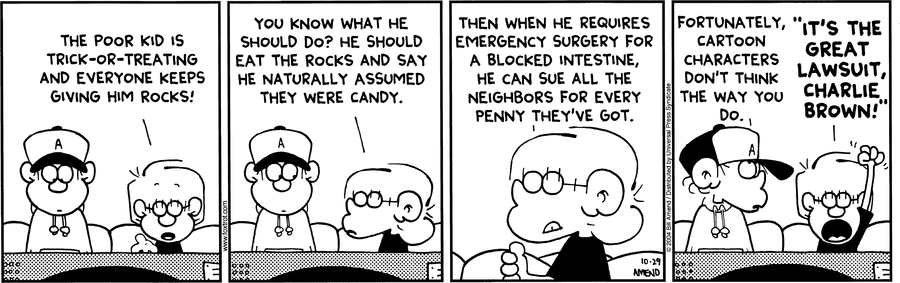 THE POOR KID IS
TRICK-OR-TREATING
AND EVERYONE KEEPS
GIVING HIM ROCKS!
A
www.foxtrot.com
YOU KNOW WHAT HE
SHOULD DO? HE SHOULD
EAT THE ROCKS AND SAY
HE NATURALLY ASSUMED
THEY WERE CANDY.
A
THEN WHEN HE REQUIRES
EMERGENCY SURGERY FOR
A BLOCKED INTESTINE,
HE CAN SUE ALL THE
NEIGHBORS FOR EVERY
PENNY THEY'VE GOT.
10-29
AMEND
© 2004 Bill Amend / Distributed by Universal Press Syndicate
FORTUNATELY,
CARTOON
CHARACTERS
DON'T THINK
THE WAY YOU
DO.
A
"IT'S THE
GREAT
LAWSUIT,
CHARLIE
BROWN!"